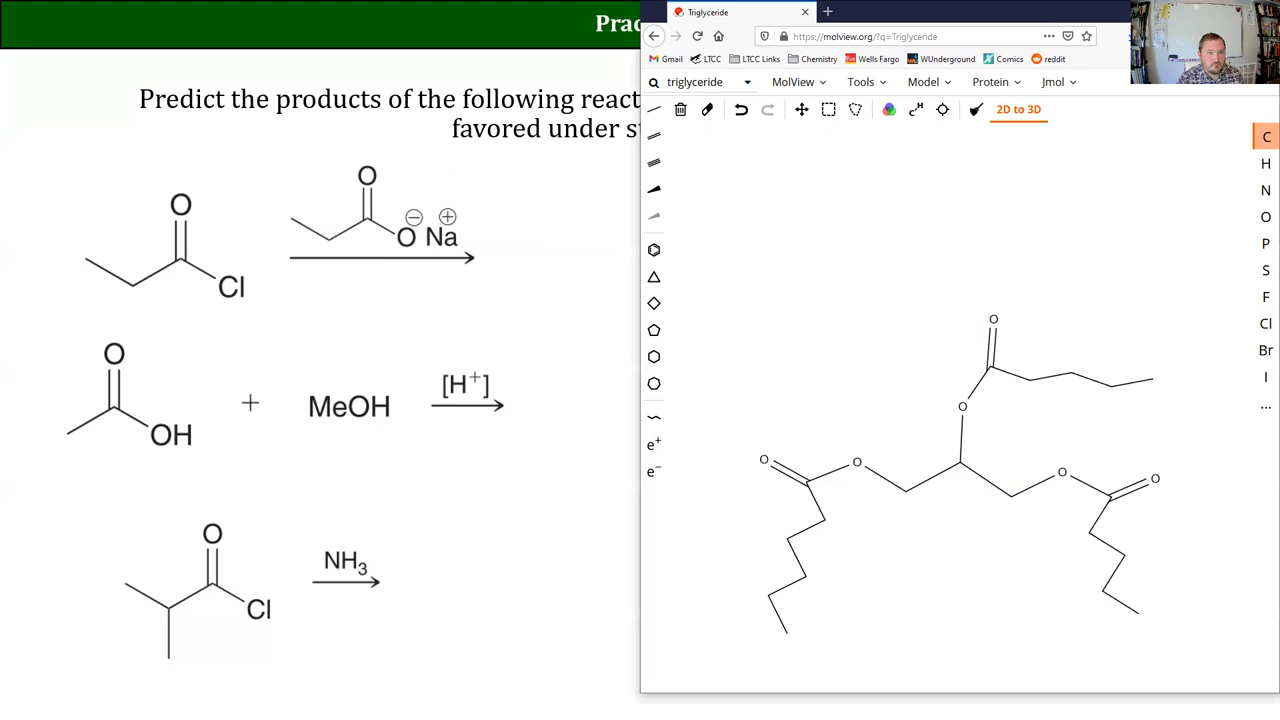 Prac
Predict the products of the following react
favored under s
O
Cl
O
O Na
O
OH
+
MeOH
[H+]
O
Cl
NH3
Triglyceride
https://molview.org/?q=Triglyceride
Gmail LTCC LTCC Links Chemistry Wells Fargo WUnderground Comics reddit
triglyceride MolView Tools Model Protein Jmol
2D to 3D
C
H
N
O
P
S
F
Cl
Br
I
...
e+
e−
O
O
O
O
O
O